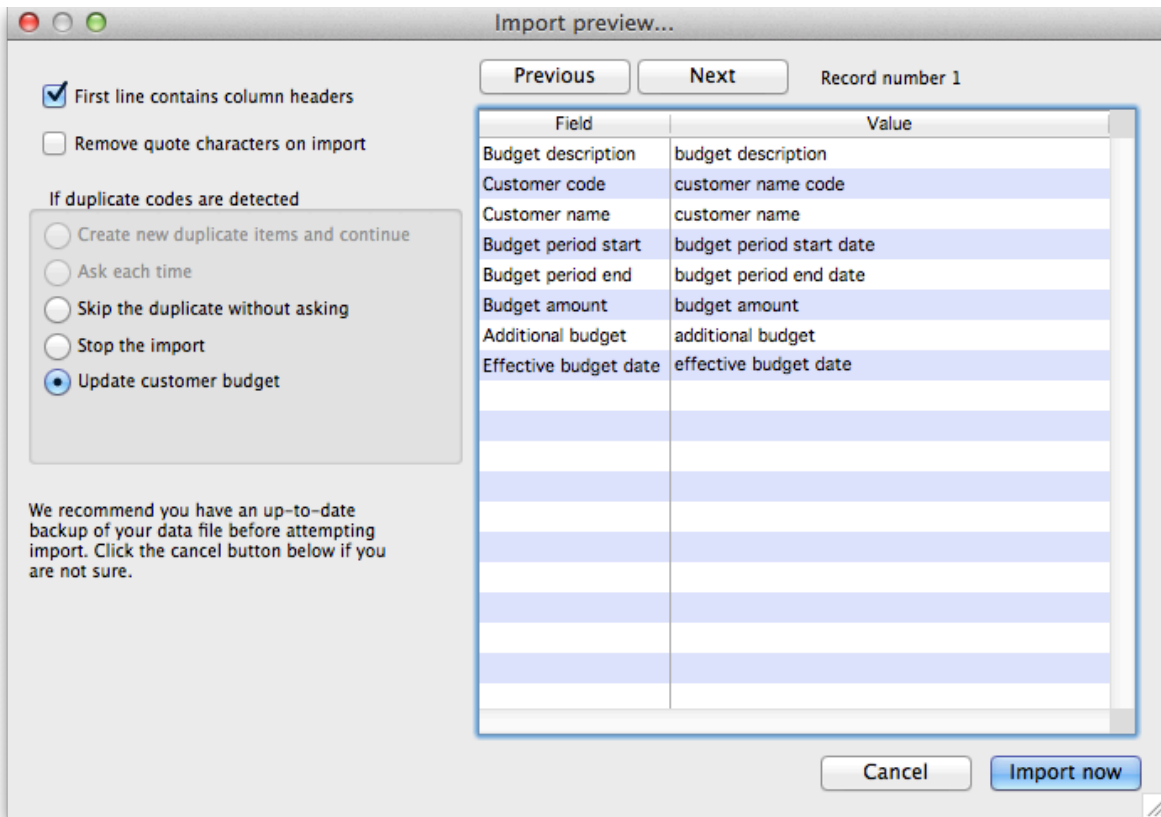 Import preview...
First line contains column headers
Remove quote characters on import
If duplicate codes are detected
Create new duplicate items and continue
Ask each time
Skip the duplicate without asking
Stop the import
Update customer budget
We recommend you have an up-to-date
backup of your data file before attempting
import. Click the cancel button below if you
are not sure.
Previous Next Record number 1
Field Value
Budget description budget description
Customer code customer name code
Customer name customer name
Budget period start budget period start date
Budget period end budget period end date
Budget amount budget amount
Additional budget additional budget
Effective budget date effective budget date
Cancel Import now